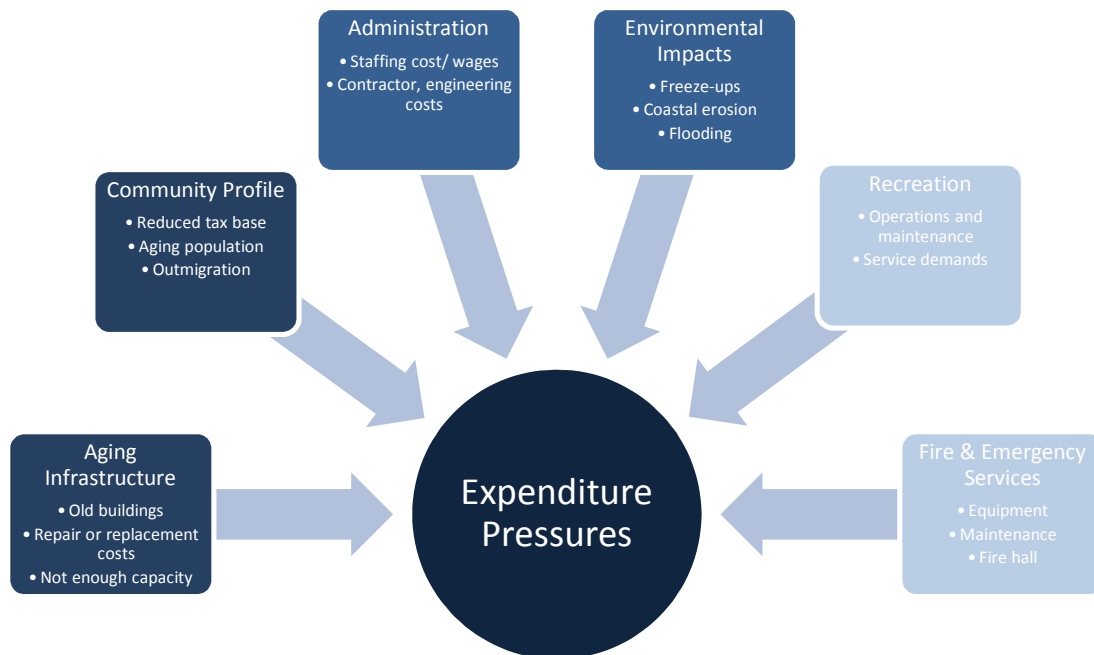 Administration
• Staffing cost/ wages
• Contractor, engineering
costs
Environmental
Impacts
• Freeze-ups
• Coastal erosion
• Flooding
Community Profile
• Reduced tax base
• Aging population
• Outmigration
Recreation
• Operations and
maintenance
• Service demands
Aging
Infrastructure
• Old buildings
• Repair or replacement
costs
• Not enough capacity
Expenditure
Pressures
Fire & Emergency
Services
• Equipment
• Maintenance
• Fire hall